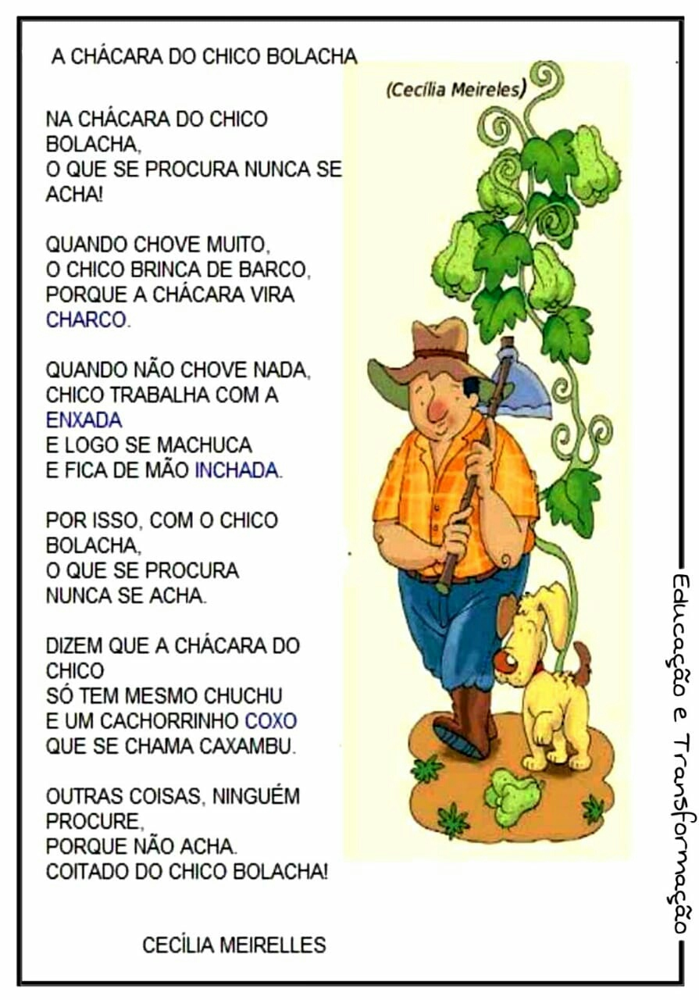 A CHÁCARA DO CHICO BOLACHA
(Cecília Meireles)
NA CHÁCARA DO CHICO
BOLACHA,
O QUE SE PROCURA NUNCA SE
ACHA!
QUANDO CHOVE MUITO,
O CHICO BRINCA DE BARCO,
PORQUE A CHÁCARA VIRA
CHARCO.
QUANDO NÃO CHOVE NADA,
CHICO TRABALHA COM A
ENXADA
E LOGO SE MACHUCA
E FICA DE MÃO INCHADA.
POR ISSO, COM O CHICO
BOLACHA,
O QUE SE PROCURA
NUNCA SE ACHA.
DIZEM QUE A CHÁCARA DO
CHICO
SÓ TEM MESMO CHUCHU
E UM CACHORRINHO COXO
QUE SE CHAMA CAXAMBU.
OUTRAS COISAS, NINGUÉM
PROCURE,
PORQUE NÃO ACHA.
COITADO DO CHICO BOLACHA!
CECÍLIA MEIRELLES
Educação e Transformação